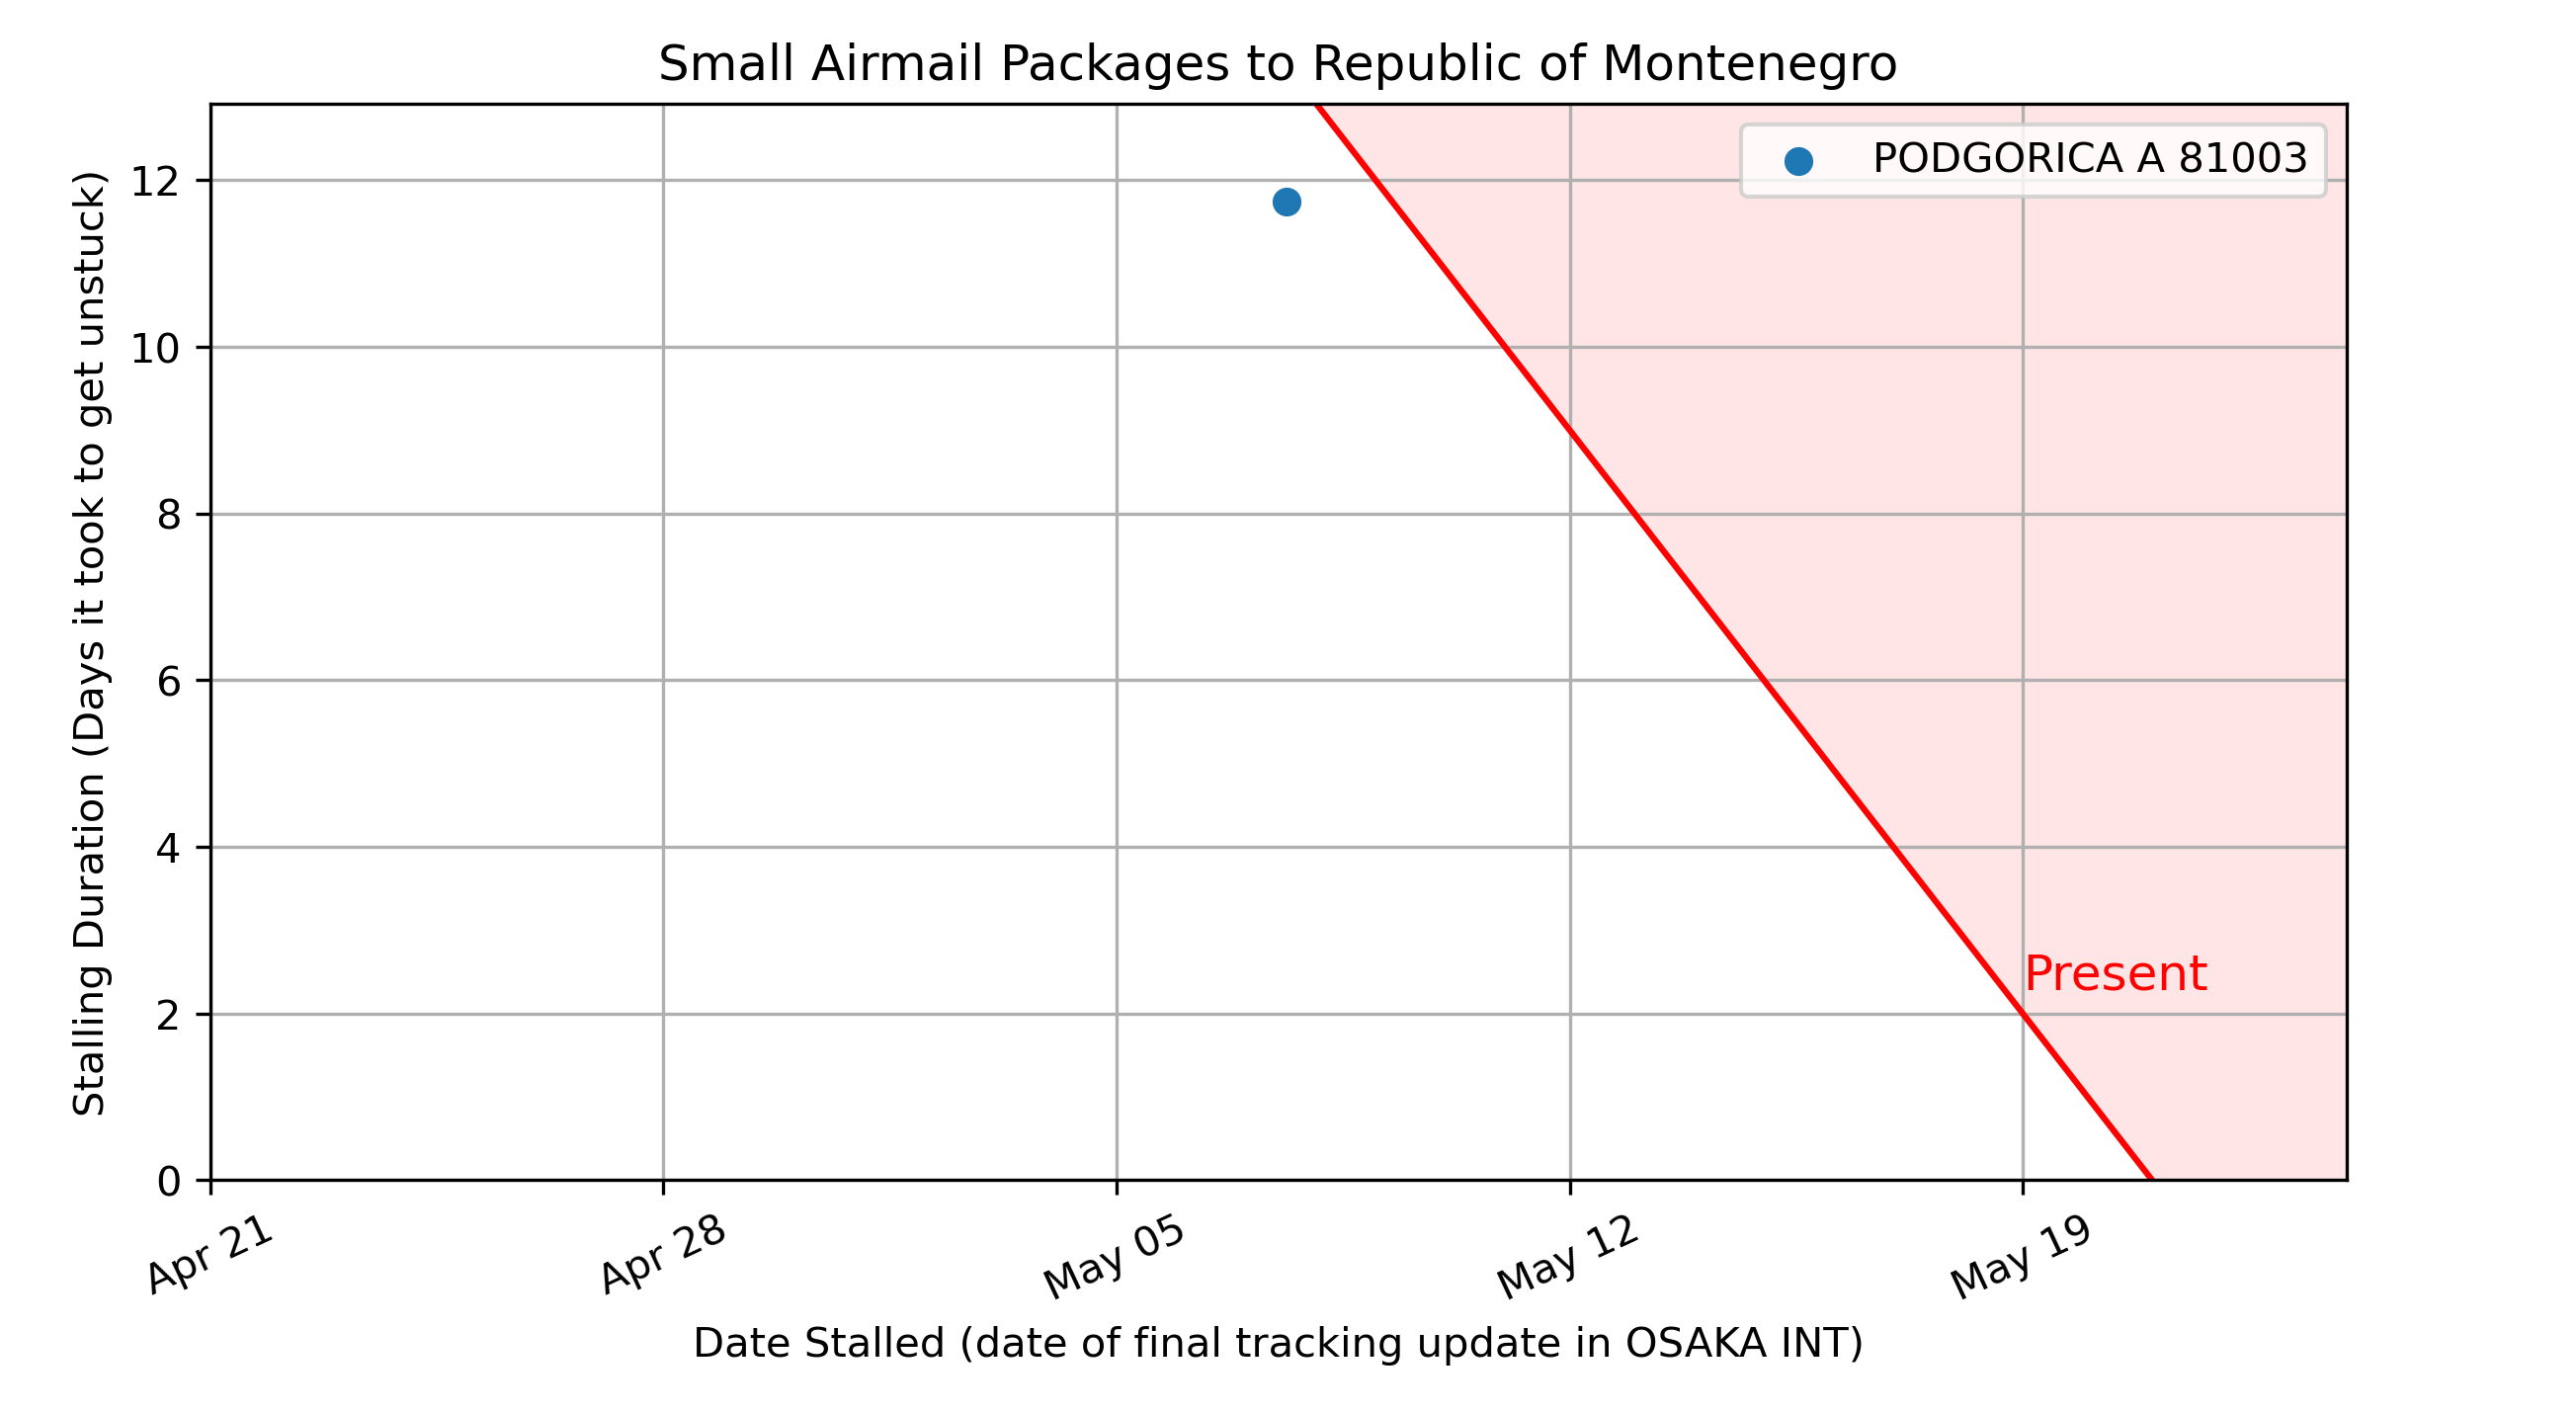 Small Airmail Packages to Republic of Montenegro
PODGORICA A 81003
Stalling Duration (Days it took to get unstuck)
12
10
8
6
4
2
0
Present
Apr 21
Apr 28
May 05
May 12
May 19
Date Stalled (date of final tracking update in OSAKA INT)